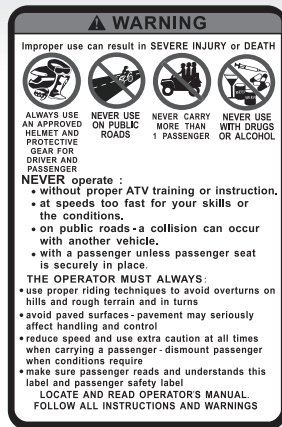 WARNING
Improper use can result in SEVERE INJURY or DEATH
ALWAYS USE
AN APPROVED
HELMET AND
PROTECTIVE
GEAR FOR
DRIVER AND
PASSENGER
NEVER USE
ON PUBLIC
ROADS
NEVER CARRY
MORE THAN
1 PASSENGER
NEVER USE
WITH DRUGS
OR ALCOHOL
NEVER operate :
• without proper ATV training or instruction.
• at speeds too fast for your skills or
the conditions.
• on public roads - a collision can occur
with another vehicle.
• with a passenger unless passenger seat
is securely in place.
THE OPERATOR MUST ALWAYS:
• use proper riding techniques to avoid overturns on
hills and rough terrain and in turns
• avoid paved surfaces - pavement may seriously
affect handling and control
• reduce speed and use extra caution at all times
when carrying a passenger - dismount passenger
when conditions require
• make sure passenger reads and understands this
label and passenger safety label
LOCATE AND READ OPERATOR'S MANUAL.
FOLLOW ALL INSTRUCTIONS AND WARNINGS